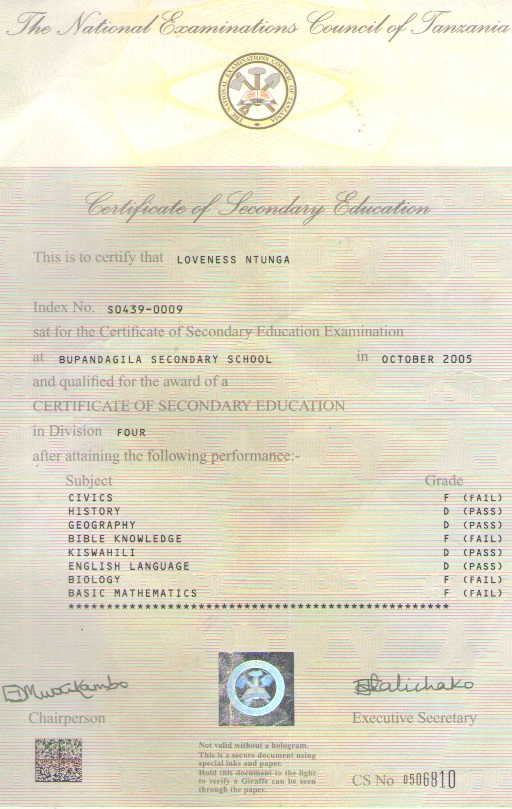 The National Examinations Council of Tanzania
THE NATIONAL EXAMINATIONS COUNCIL OF TANZANIA
Certificate of Secondary Education
This is to certify that LOVENESS NTUNGA
Index No. S0439-0009
sat for the Certificate of Secondary Education Examination
at BUPANDAGILA SECONDARY SCHOOL in OCTOBER 2005
and qualified for the award of a
CERTIFICATE OF SECONDARY EDUCATION
in Division FOUR
after attaining the following performance:-
Subject Grade
CIVICS F (FAIL)
HISTORY D (PASS)
GEOGRAPHY D (PASS)
BIBLE KNOWLEDGE F (FAIL)
KISWAHILI D (PASS)
ENGLISH LANGUAGE D (PASS)
BIOLOGY F (FAIL)
BASIC MATHEMATICS F (FAIL)
**************************************************
Chairperson
Executive Secretary
Not valid without a hologram.
This is a secure document using
special inks and paper.
Hold this document to the light
to verify a Giraffe can be seen
through the paper.
CS No 0506810